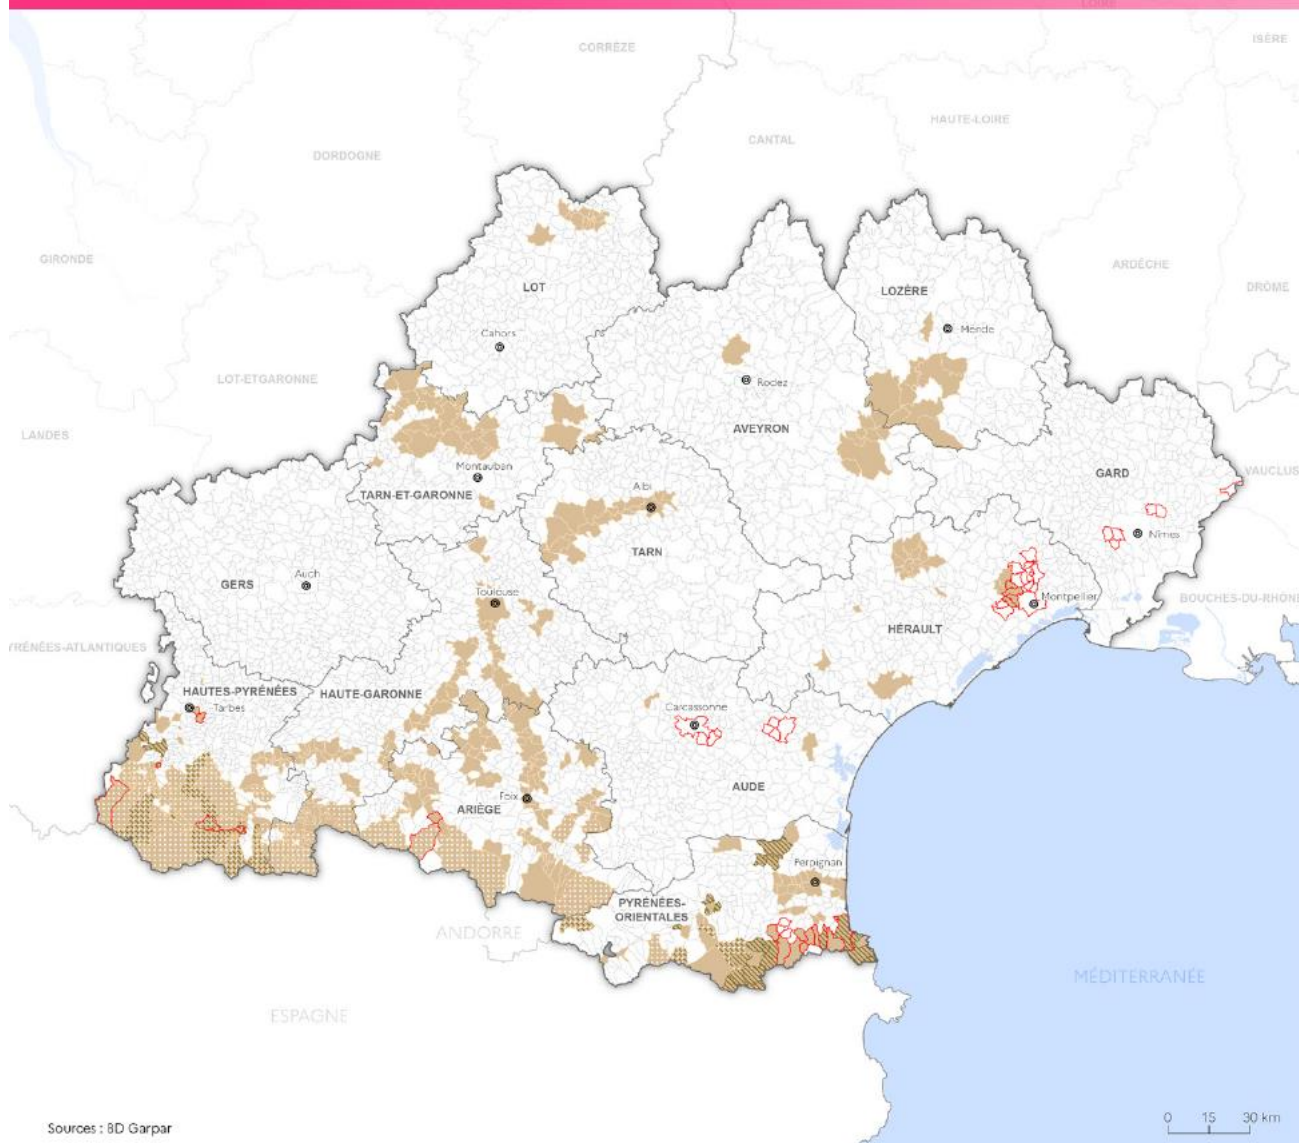 LOIRE
CORRÈZE
ISÈRE
HAUTE-LOIRE
CANTAL
DORDOGNE
GIRONDE
ARDÈCHE
DRÔME
LOT
LOZÈRE
Mende
Cahors
LOT-ETGARONNE
Rodez
LANDES
AVEYRON
GARD
VAUCLUS
Montauban
TARN-ET-GARONNE
Albi
Nîmes
TARN
GERS
Auch
Toulouse
Montpellier
BOUCHES-DU-RHÔNE
HÉRAULT
YRÉNÉES-ATLANTIQUES
HAUTES-PYRÉNÉES
HAUTE-GARONNE
Tarbes
Carcassonne
AUDE
Foix
ARIÈGE
Perpignan
PYRÉNÉES-
ORIENTALES
ANDORRE
MÉDITERRANÉE
ESPAGNE
0 15 30 km
Sources : BD Garpar